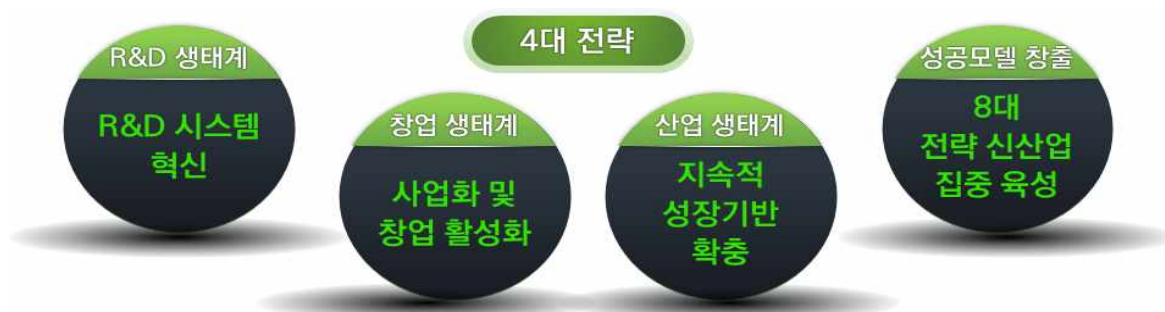 4대 전략
R&D 생태계
R&D 시스템
혁신
창업 생태계
사업화 및
창업 활성화
산업 생태계
지속적
성장기반
확충
성공모델 창출
8대
전략 신산업
집중 육성